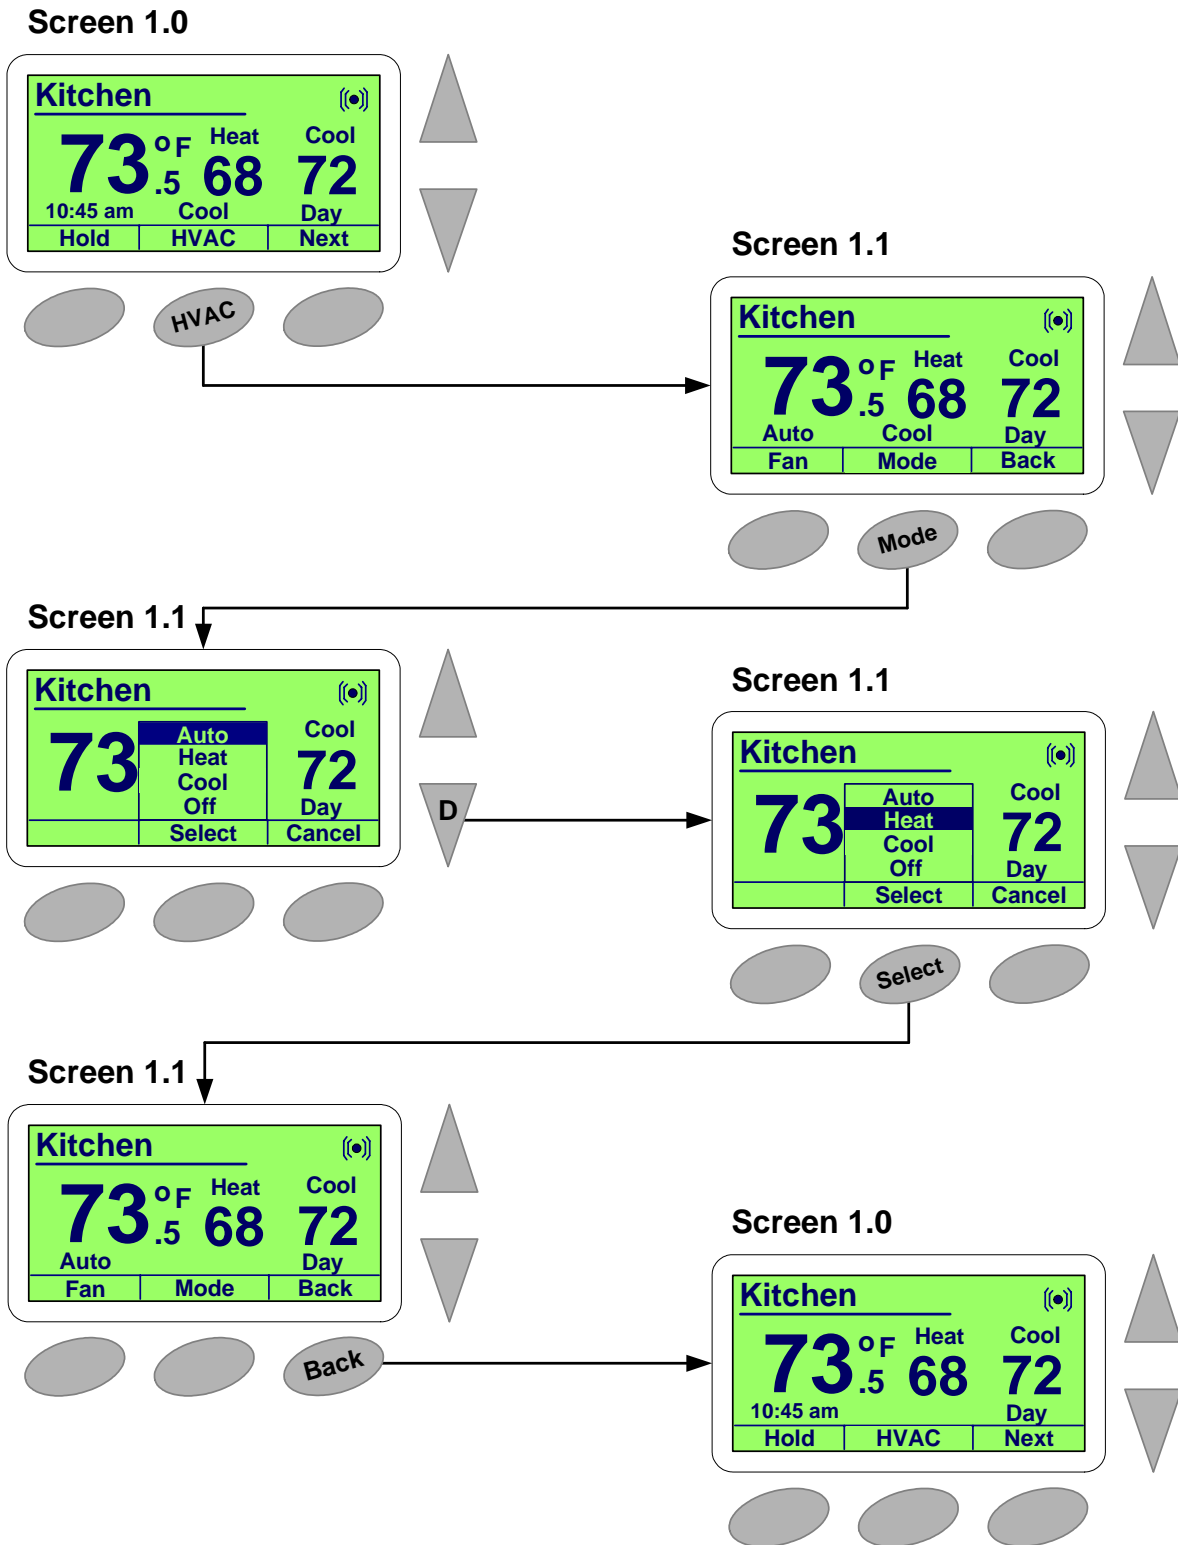 Screen 1.0
Kitchen
Heat Cool
73 °F .5 68 72
10:45 am Cool Day
Hold HVAC Next
HVAC
Screen 1.1
Kitchen
Heat Cool
73 °F .5 68 72
Auto Cool Day
Fan Mode Back
Mode
Screen 1.1
Kitchen
73
Auto
Heat
Cool
Off
Cool
72
Day
Select Cancel
D
Screen 1.1
Kitchen
73
Auto
Heat
Cool
Off
Cool
72
Day
Select Cancel
Select
Screen 1.1
Kitchen
Heat Cool
73 °F .5 68 72
Auto Day
Fan Mode Back
Back
Screen 1.0
Kitchen
Heat Cool
73 °F .5 68 72
10:45 am Day
Hold HVAC Next